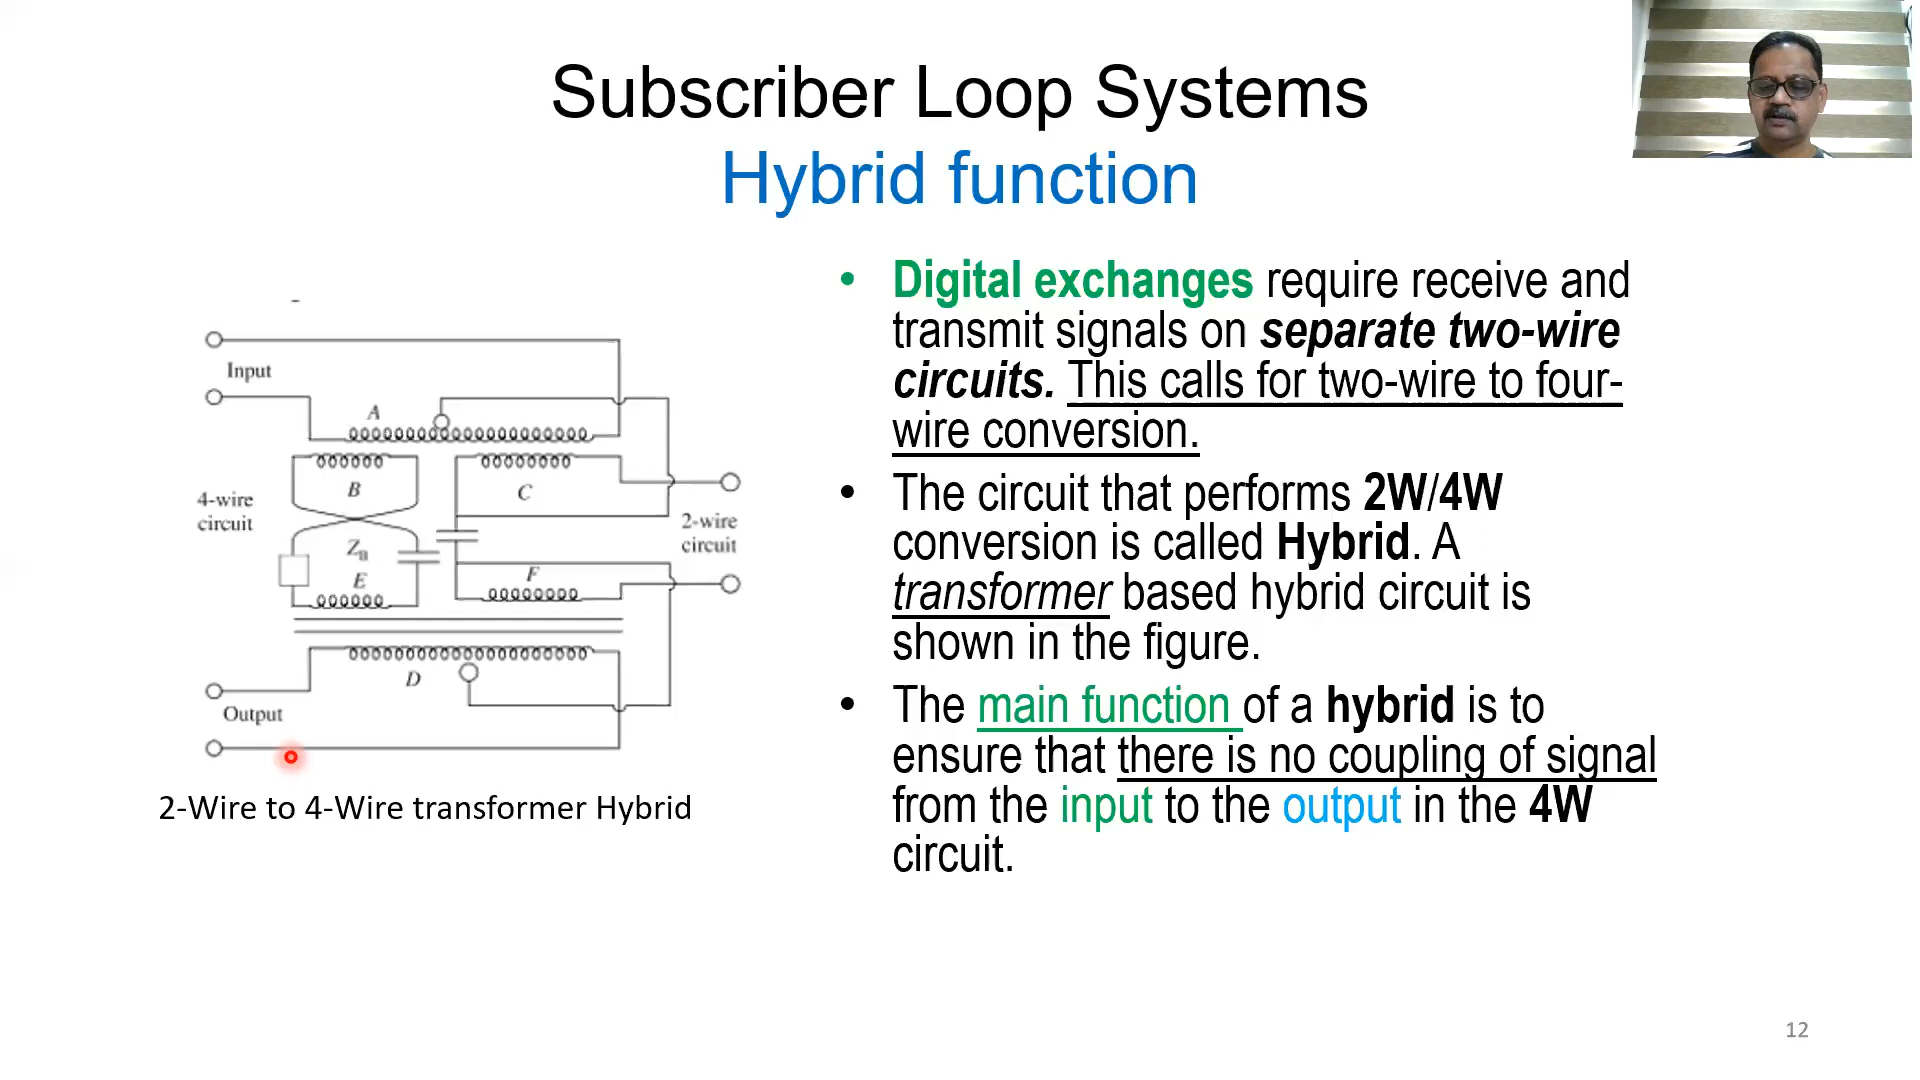 Subscriber Loop Systems
Hybrid function
Input
A
B
C
4-wire
circuit
2-wire
circuit
Z_B
E
F
D
Output
2-Wire to 4-Wire transformer Hybrid
• Digital exchanges require receive and
transmit signals on separate two-wire
circuits. This calls for two-wire to four-
wire conversion.
• The circuit that performs 2W/4W
conversion is called Hybrid. A
transformer based hybrid circuit is
shown in the figure.
• The main function of a hybrid is to
ensure that there is no coupling of signal
from the input to the output in the 4W
circuit.
12